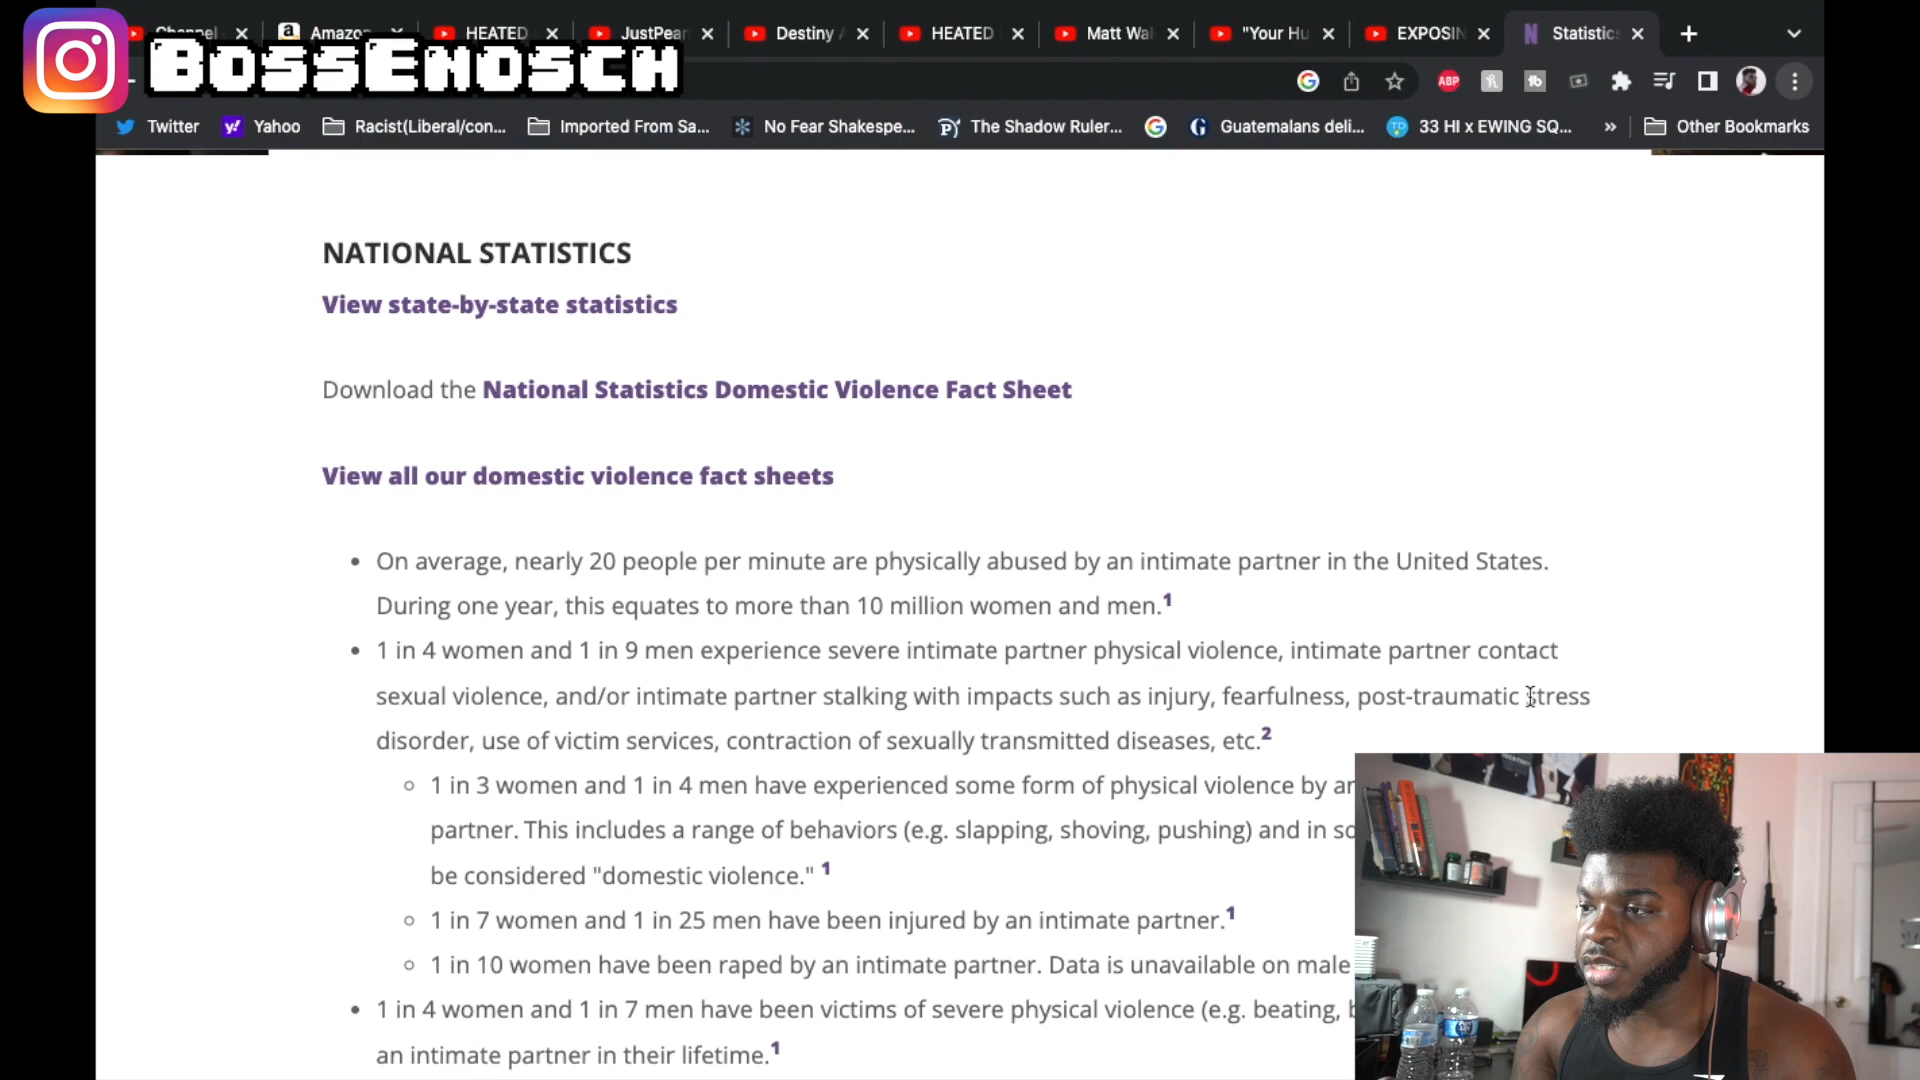 BossEnosch
Channel
Amazo
HEATED
JustPear
Destiny
HEATED
Matt Wal
"Your Hu
EXPOSIN
Statistic
ABP
Twitter
Yahoo
Racist(Liberal/con...
Imported From Sa...
No Fear Shakespe...
The Shadow Ruler...
Guatemalans deli...
33 HI x EWING SQ...
»
Other Bookmarks
NATIONAL STATISTICS
View state-by-state statistics
Download the National Statistics Domestic Violence Fact Sheet
View all our domestic violence fact sheets
• On average, nearly 20 people per minute are physically abused by an intimate partner in the United States.
During one year, this equates to more than 10 million women and men.1
• 1 in 4 women and 1 in 9 men experience severe intimate partner physical violence, intimate partner contact
sexual violence, and/or intimate partner stalking with impacts such as injury, fearfulness, post-traumatic stress
disorder, use of victim services, contraction of sexually transmitted diseases, etc.2
◦ 1 in 3 women and 1 in 4 men have experienced some form of physical violence by an
partner. This includes a range of behaviors (e.g. slapping, shoving, pushing) and in so
be considered "domestic violence." 1
◦ 1 in 7 women and 1 in 25 men have been injured by an intimate partner.1
◦ 1 in 10 women have been raped by an intimate partner. Data is unavailable on male
• 1 in 4 women and 1 in 7 men have been victims of severe physical violence (e.g. beating,
an intimate partner in their lifetime.1